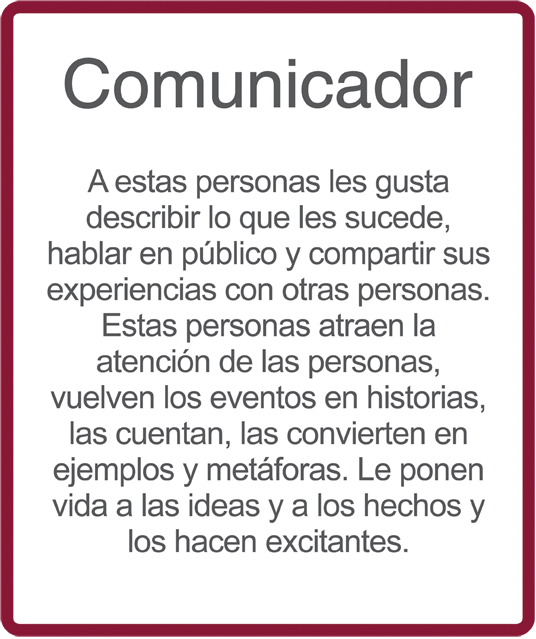 Comunicador
A estas personas les gusta
describir lo que les sucede,
hablar en público y compartir sus
experiencias con otras personas.
Estas personas atraen la
atención de las personas,
vuelven los eventos en historias,
las cuentan, las convierten en
ejemplos y metáforas. Le ponen
vida a las ideas y a los hechos y
los hacen excitantes.